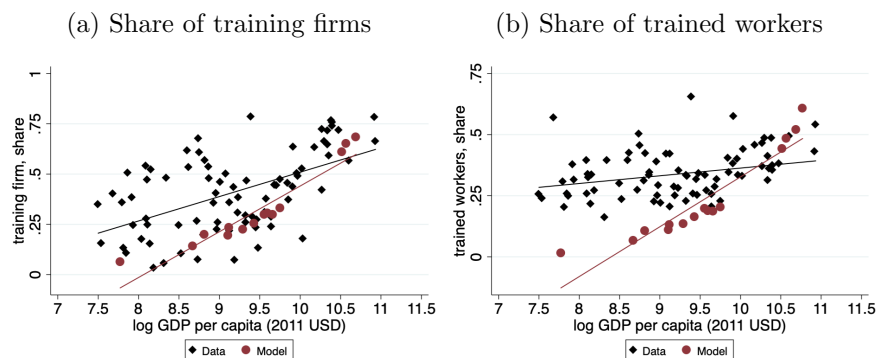 (a) Share of training firms
training firm, share
1
.75
.5
.25
0
7 7.5 8 8.5 9 9.5 10 10.5 11 11.5
log GDP per capita (2011 USD)
Data Model
(b) Share of trained workers
trained workers, share
.75
.5
.25
0
7 7.5 8 8.5 9 9.5 10 10.5 11 11.5
log GDP per capita (2011 USD)
Data Model